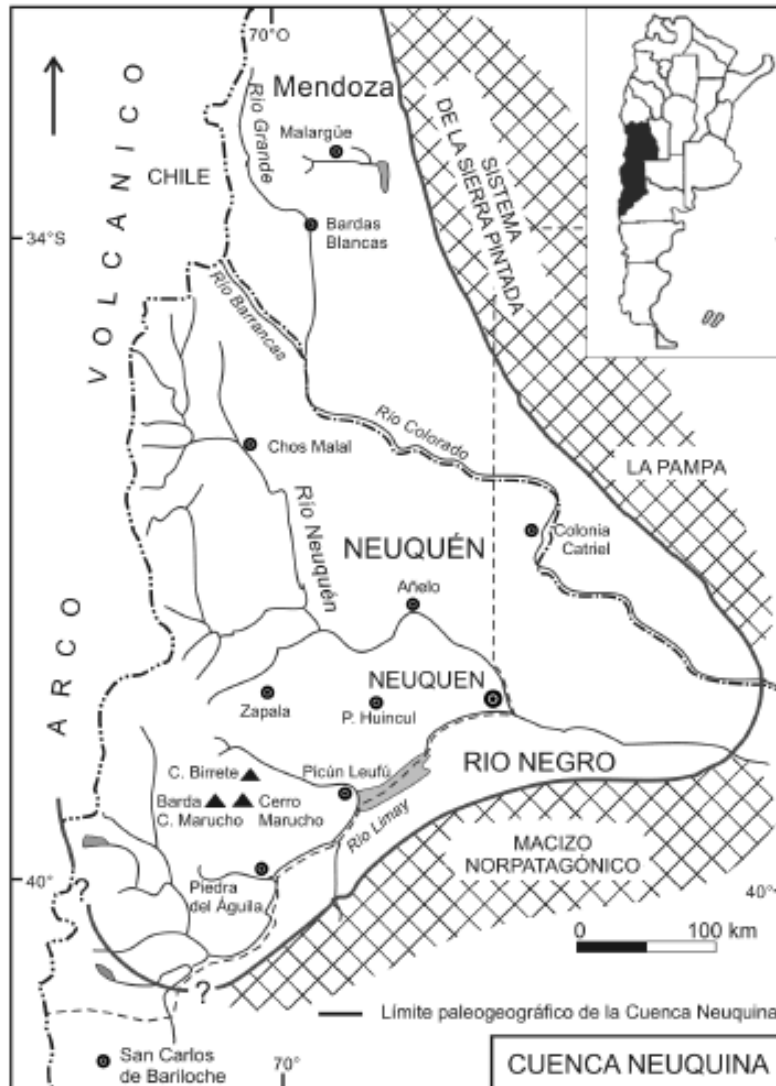 70°O
Mendoza
Río Grande
Malargüe
CHILE
VOLCANICO
ARCO
SISTEMA
DE LA SIERRA PINTADA
34°S
Bardas
Blancas
Río Barrancas
Río Colorado
Chos Malal
LA PAMPA
Río Neuquén
NEUQUÉN
Colonia
Catriel
Añelo
NEUQUEN
Zapala
P. Huincul
RIO NEGRO
C. Birrete
Picún Leufú
Barda
C. Marucho
Cerro
Marucho
Río Limay
MACIZO
NORPATAGÓNICO
40°
40°
Piedra
del Águila
0
100 km
?
Límite paleogeográfico de la Cuenca Neuquina
San Carlos
de Bariloche
70°
CUENCA NEUQUINA